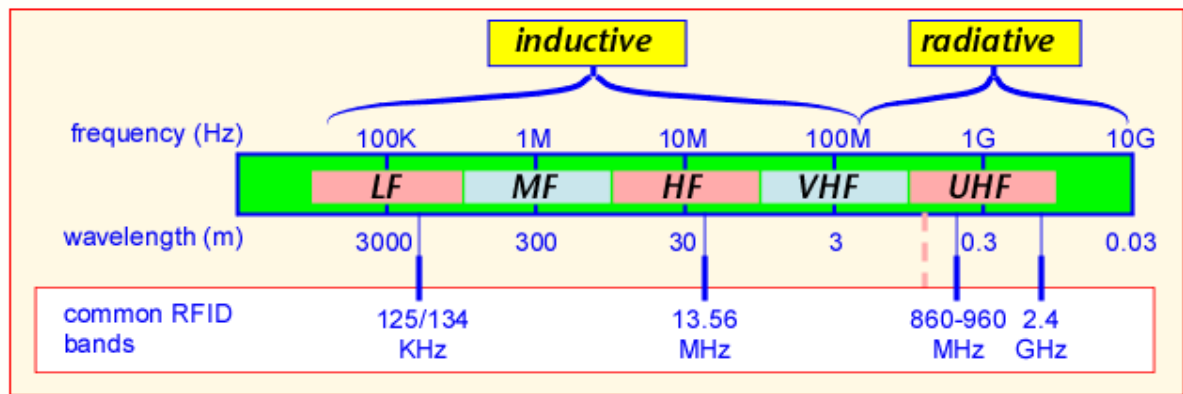 inductive radiative
frequency (Hz) 100K 1M 10M 100M 1G 10G
LF MF HF VHF UHF
wavelength (m) 3000 300 30 3 0.3 0.03
common RFID 125/134 13.56 860-960 2.4
bands KHz MHz MHz GHz